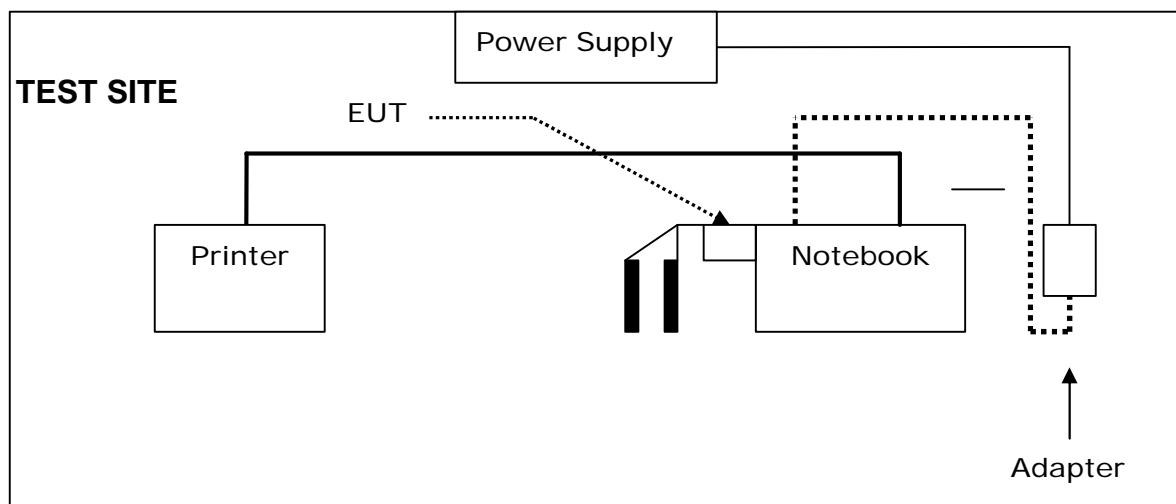 Power Supply
TEST SITE
EUT
Printer
Notebook
Adapter